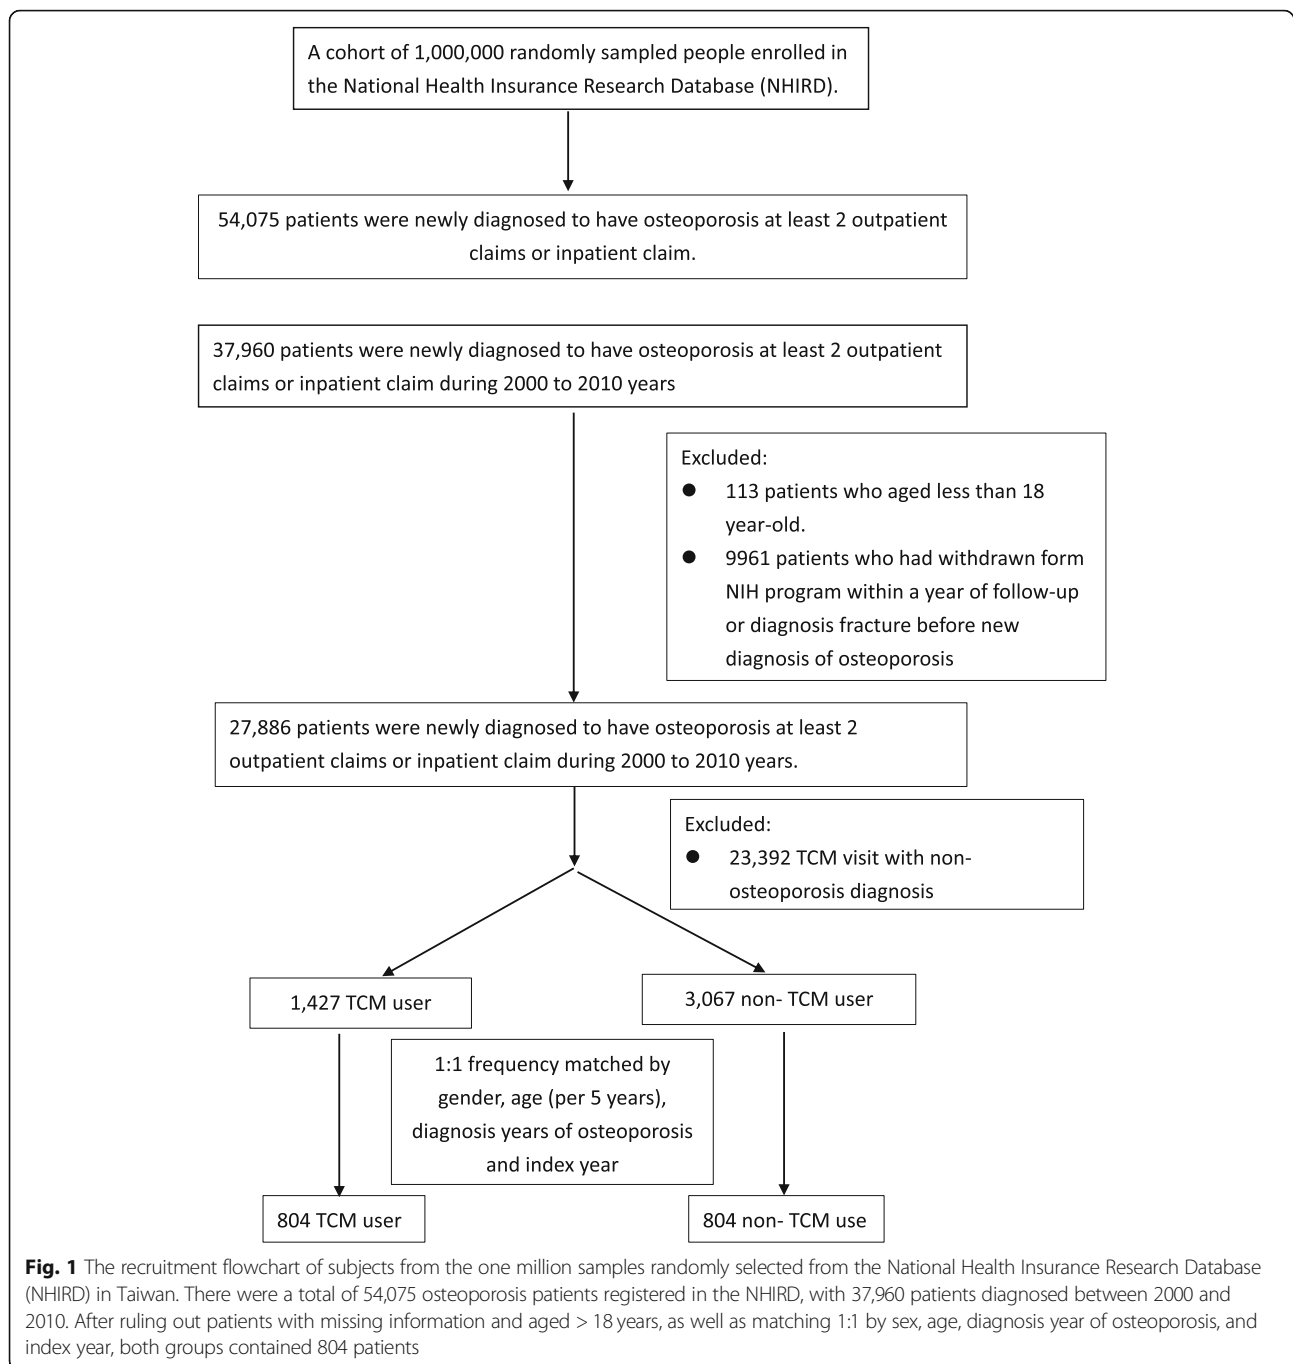 A cohort of 1,000,000 randomly sampled people enrolled in
the National Health Insurance Research Database (NHIRD).
54,075 patients were newly diagnosed to have osteoporosis at least 2 outpatient
claims or inpatient claim.
37,960 patients were newly diagnosed to have osteoporosis at least 2 outpatient
claims or inpatient claim during 2000 to 2010 years
Excluded:
● 113 patients who aged less than 18
year-old.
● 9961 patients who had withdrawn form
NIH program within a year of follow-up
or diagnosis fracture before new
diagnosis of osteoporosis
27,886 patients were newly diagnosed to have osteoporosis at least 2
outpatient claims or inpatient claim during 2000 to 2010 years.
Excluded:
● 23,392 TCM visit with non-
osteoporosis diagnosis
1,427 TCM user
3,067 non- TCM user
1:1 frequency matched by
gender, age (per 5 years),
diagnosis years of osteoporosis
and index year
804 TCM user
804 non- TCM use
Fig. 1 The recruitment flowchart of subjects from the one million samples randomly selected from the National Health Insurance Research Database
(NHIRD) in Taiwan. There were a total of 54,075 osteoporosis patients registered in the NHIRD, with 37,960 patients diagnosed between 2000 and
2010. After ruling out patients with missing information and aged > 18 years, as well as matching 1:1 by sex, age, diagnosis year of osteoporosis, and
index year, both groups contained 804 patients